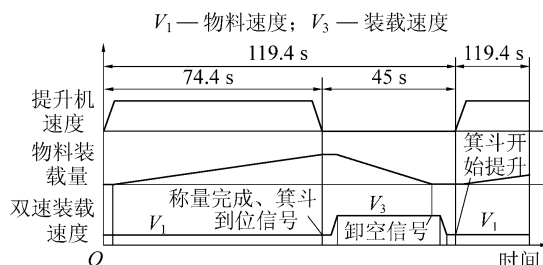 V₁—物料速度；V₃—装载速度
119.4 s
119.4 s
74.4 s
45 s
提升机
速度
物料装
载量
箕斗开
始提升
双速装载
速度
V₁
称量完成、箕斗
到位信号
V₃
卸空信号
V₁
O
时间